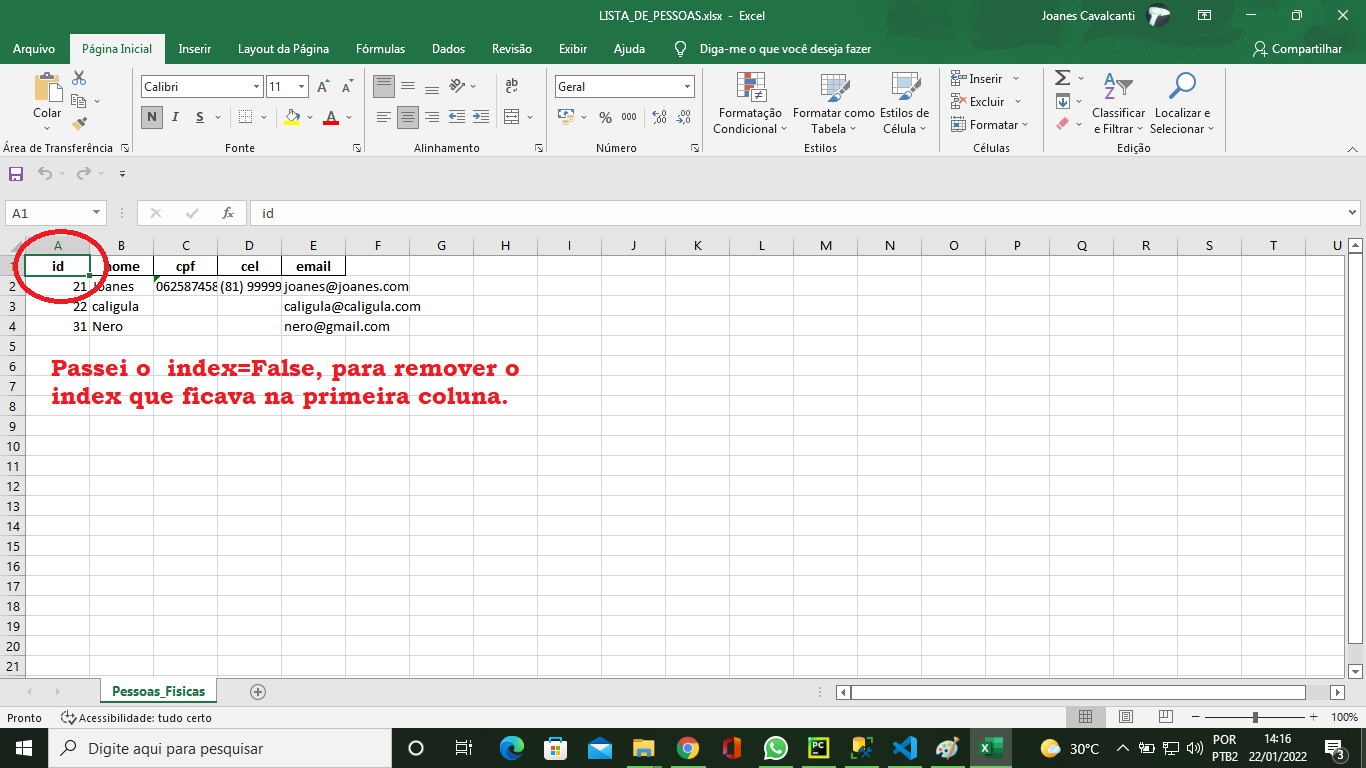 LISTA_DE_PESSOAS.xlsx - Excel
Joanes Cavalcanti
Arquivo Página Inicial Inserir Layout da Página Fórmulas Dados Revisão Exibir Ajuda Diga-me o que você deseja fazer Compartilhar
Colar
Área de Transferência
Calibri 11
N I S
Fonte
ab
Alinhamento
Geral
% 000
Número
Formatação Condicional
Formatar como Tabela
Estilos de Célula
Estilos
Inserir
Excluir
Formatar
Células
Classificar e Filtrar
Localizar e Selecionar
Edição
A1 fx id
A B C D E F G H I J K L M N O P Q R S T U
1 id nome cpf cel email
2 21 Joanes 062587458 (81) 99999 joanes@joanes.com
3 22 caligula caligula@caligula.com
4 31 Nero nero@gmail.com
5
6
7
8
9
10
11
12
13
14
15
16
17
18
19
20
21
Passei o index=False, para remover o
index que ficava na primeira coluna.
Pessoas_Fisicas
Pronto Acessibilidade: tudo certo 100%
Digite aqui para pesquisar
PC
30°C
POR
PTB2
14:16
22/01/2022
3